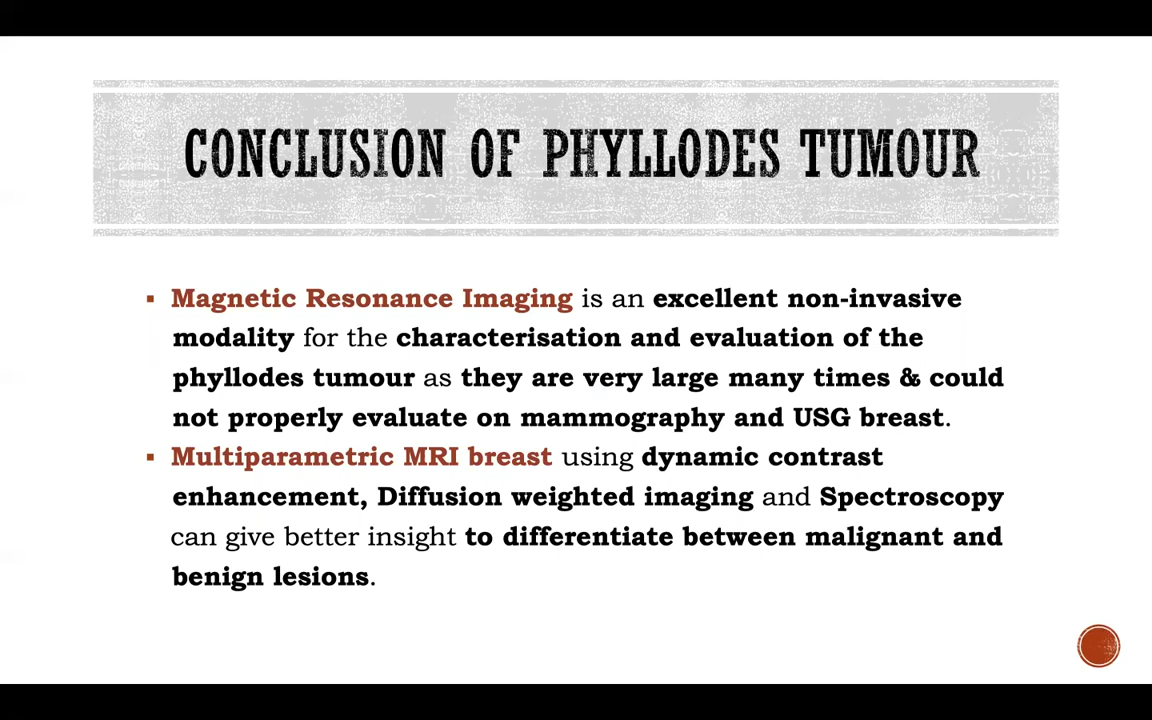 CONCLUSION OF PHYLLODES TUMOUR
▪ Magnetic Resonance Imaging is an excellent non-invasive
modality for the characterisation and evaluation of the
phyllodes tumour as they are very large many times & could
not properly evaluate on mammography and USG breast.
▪ Multiparametric MRI breast using dynamic contrast
enhancement, Diffusion weighted imaging and Spectroscopy
can give better insight to differentiate between malignant and
benign lesions.